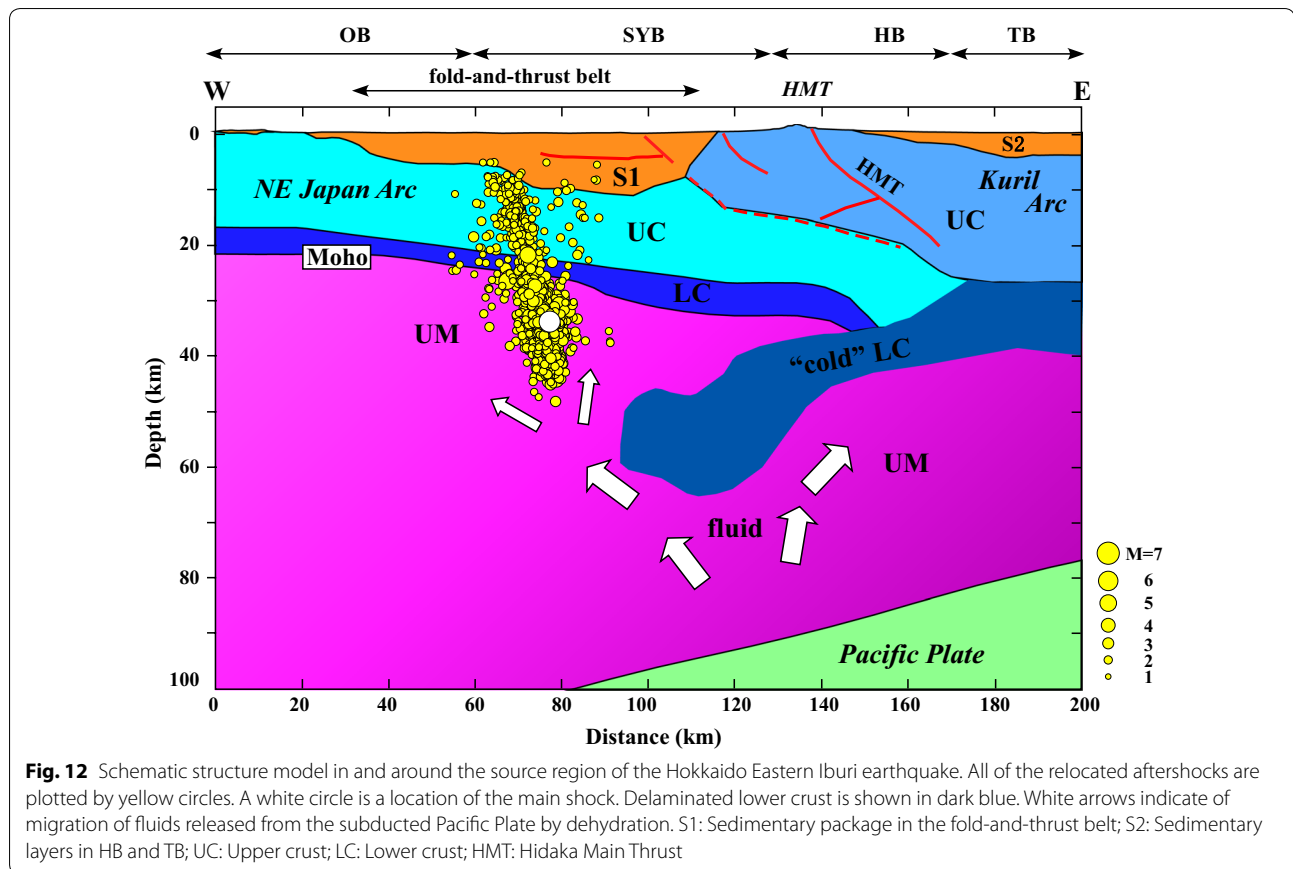 OB SYB HB TB
fold-and-thrust belt HMT
W E
0
20
40
60
80
100
Depth (km)
S1
S2
NE Japan Arc
HMT
Kuril
Arc
UC
UC
Moho
LC
UM
“cold” LC
UM
fluid
Pacific Plate
M=7
6
5
4
3
2
1
0 20 40 60 80 100 120 140 160 180 200
Distance (km)
Fig. 12 Schematic structure model in and around the source region of the Hokkaido Eastern Iburi earthquake. All of the relocated aftershocks are
plotted by yellow circles. A white circle is a location of the main shock. Delaminated lower crust is shown in dark blue. White arrows indicate of
migration of fluids released from the subducted Pacific Plate by dehydration. S1: Sedimentary package in the fold-and-thrust belt; S2: Sedimentary
layers in HB and TB; UC: Upper crust; LC: Lower crust; HMT: Hidaka Main Thrust